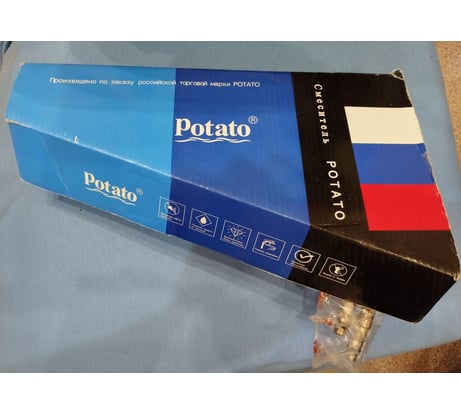 Произведено по заказу российской торговой марки POTATO
Potato®
Potato®
Смеситель POTATO